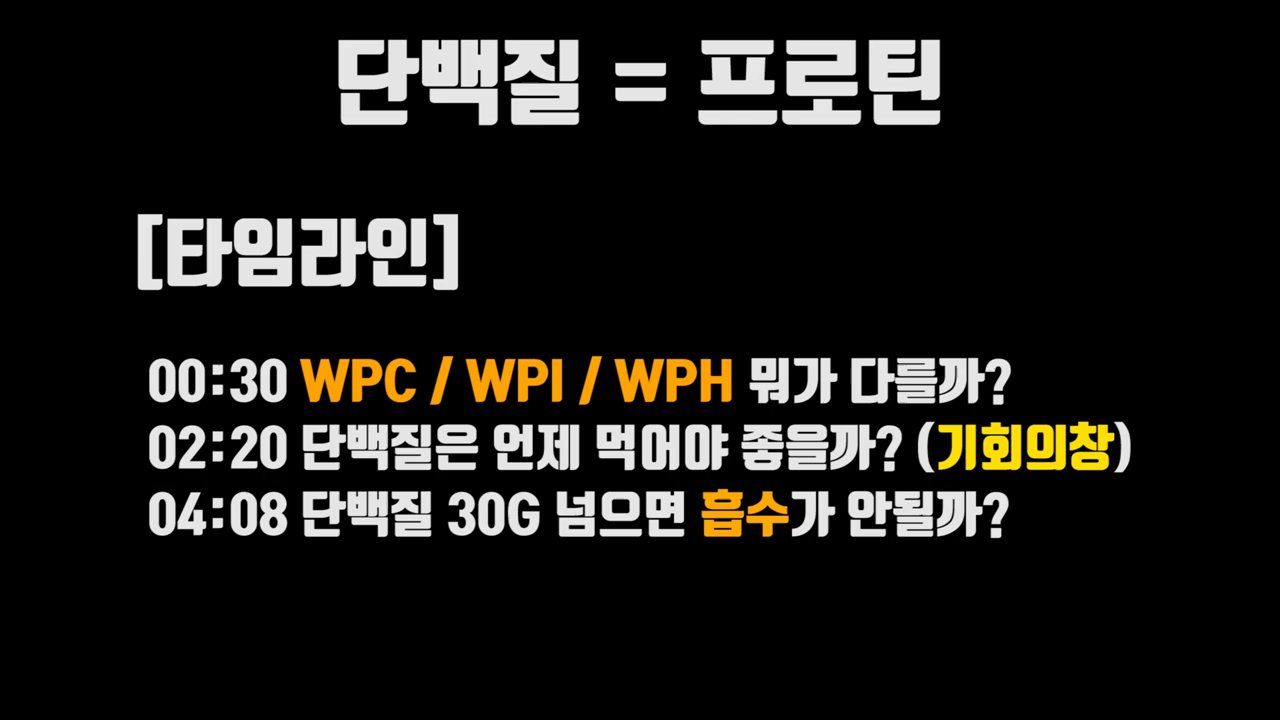 단백질 = 프로틴
[타임라인]
00:30 WPC / WPI / WPH 뭐가 다를까?
02:20 단백질은 언제 먹어야 좋을까? (기회의창)
04:08 단백질 30G 넘으면 흡수가 안될까?